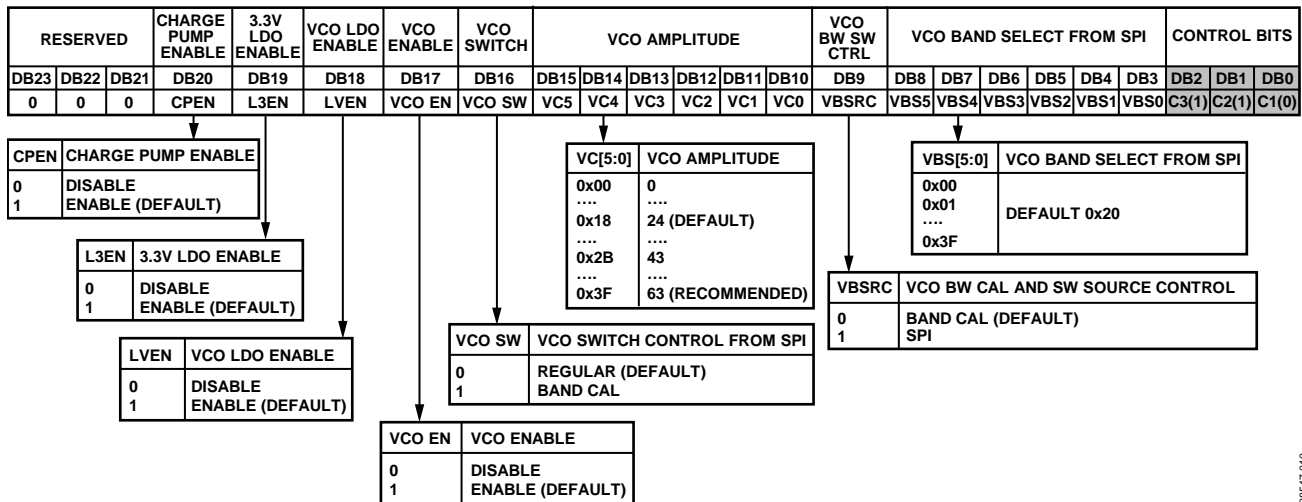 RESERVED CHARGE PUMP ENABLE 3.3V LDO ENABLE VCO LDO ENABLE VCO ENABLE VCO SWITCH VCO AMPLITUDE VCO BW SW CTRL VCO BAND SELECT FROM SPI CONTROL BITS
DB23 DB22 DB21 DB20 DB19 DB18 DB17 DB16 DB15 DB14 DB13 DB12 DB11 DB10 DB9 DB8 DB7 DB6 DB5 DB4 DB3 DB2 DB1 DB0
0 0 0 CPEN L3EN LVEN VCO EN VCO SW VC5 VC4 VC3 VC2 VC1 VC0 VBSRC VBS5 VBS4 VBS3 VBS2 VBS1 VBS0 C3(1) C2(1) C1(0)
CPEN CHARGE PUMP ENABLE
0 DISABLE
1 ENABLE (DEFAULT)
VC[5:0] VCO AMPLITUDE
0x00 0
.... ....
0x18 24 (DEFAULT)
.... ....
0x2B 43
.... ....
0x3F 63 (RECOMMENDED)
VBS[5:0] VCO BAND SELECT FROM SPI
0x00
0x01
DEFAULT 0x20
....
0x3F
L3EN 3.3V LDO ENABLE
0 DISABLE
1 ENABLE (DEFAULT)
VBSRC VCO BW CAL AND SW SOURCE CONTROL
0 BAND CAL (DEFAULT)
1 SPI
LVEN VCO LDO ENABLE
0 DISABLE
1 ENABLE (DEFAULT)
VCO SW VCO SWITCH CONTROL FROM SPI
0 REGULAR (DEFAULT)
1 BAND CAL
VCO EN VCO ENABLE
0 DISABLE
1 ENABLE (DEFAULT)